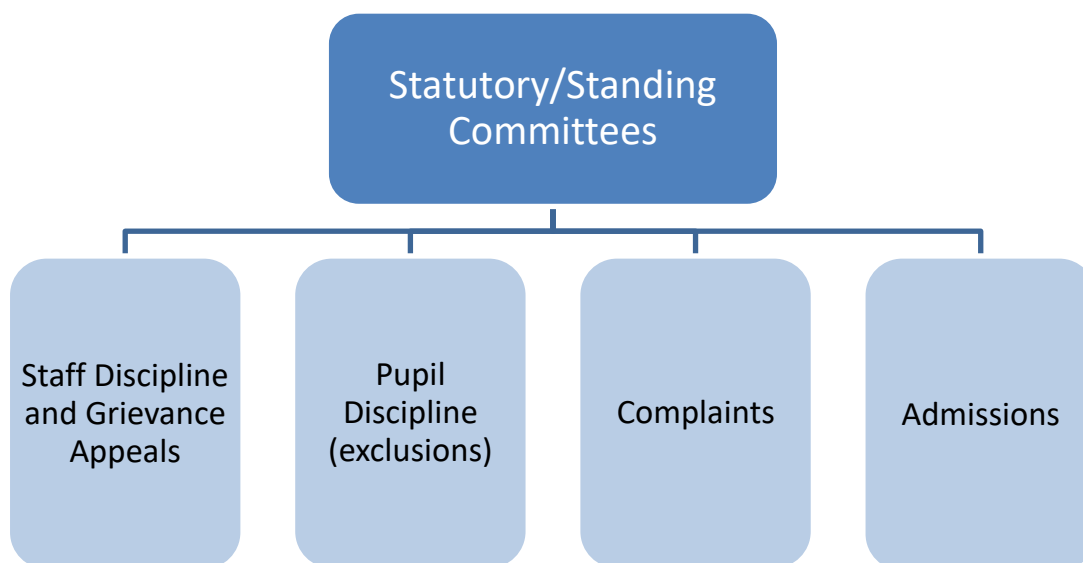 Statutory/Standing
Committees
Staff Discipline
and Grievance
Appeals
Pupil
Discipline
(exclusions)
Complaints
Admissions